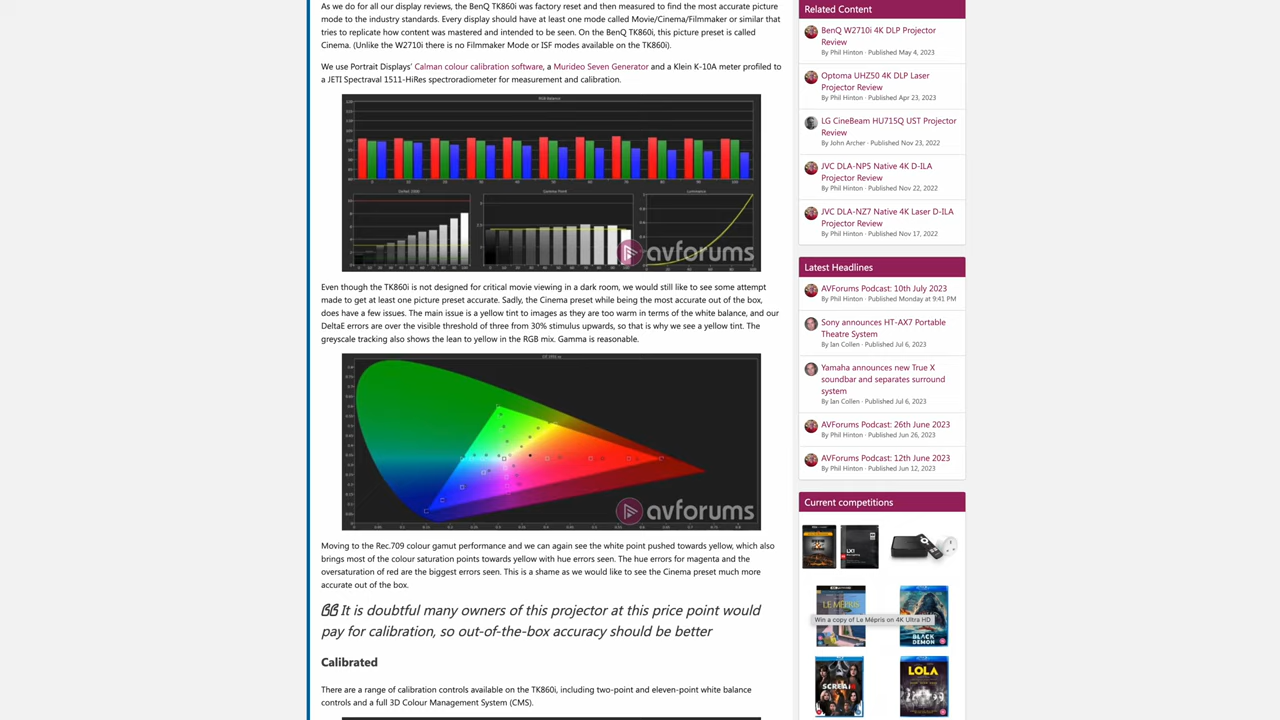 As we do for all our display reviews, the BenQ TK860i was factory reset and then measured to find the most accurate picture
mode to the industry standards. Every display should have at least one mode called Movie/Cinema/Filmmaker or similar that
tries to replicate how content was mastered and intended to be seen. On the BenQ TK860i, this picture preset is called
Cinema. (Unlike the W2710i there is no Filmmaker Mode or ISF modes available on the TK860i).
We use Portrait Displays' Calman colour calibration software, a Murideo Seven Generator and a Klein K-10A meter profiled to
a JETI Spectraval 1511-HiRes spectroradiometer for measurement and calibration.
RGB Balance
Gamma Point
Luminance
avforums
Even though the TK860i is not designed for critical movie viewing in a dark room, we would still like to see some attempt
made to get at least one picture preset accurate. Sadly, the Cinema preset while being the most accurate out of the box,
does have a few issues. The main issue is a yellow tint to images as they are too warm in terms of the white balance, and our
DeltaE errors are over the visible threshold of three from 30% stimulus upwards, so that is why we see a yellow tint. The
greyscale tracking also shows the lean to yellow in the RGB mix. Gamma is reasonable.
avforums
Moving to the Rec.709 colour gamut performance and we can again see the white point pushed towards yellow, which also
brings most of the colour saturation points towards yellow with hue errors seen. The hue errors for magenta and the
oversaturation of red are the biggest errors seen. This is a shame as we would like to see the Cinema preset much more
accurate out of the box.
It is doubtful many owners of this projector at this price point would
pay for calibration, so out-of-the-box accuracy should be better
Calibrated
There are a range of calibration controls available on the TK860i, including two-point and eleven-point white balance
controls and a full 3D Colour Management System (CMS).
Related Content
BenQ W2710i 4K DLP Projector
Review
By Phil Hinton · Published May 4, 2023
Optoma UHZ50 4K DLP Laser
Projector Review
By Phil Hinton · Published Apr 23, 2023
LG CineBeam HU715Q UST Projector
Review
By John Archer · Published Nov 23, 2022
JVC DLA-NP5 Native 4K D-ILA
Projector Review
By Phil Hinton · Published Nov 22, 2022
JVC DLA-NZ7 Native 4K Laser D-ILA
Projector Review
By Phil Hinton · Published Nov 17, 2022
Latest Headlines
AVForums Podcast: 10th July 2023
By Phil Hinton · Published Monday at 9:41 PM
Sony announces HT-AX7 Portable
Theatre System
By Ian Collen · Published Jul 6, 2023
Yamaha announces new True X
soundbar and separates surround
system
By Ian Collen · Published Jul 6, 2023
AVForums Podcast: 26th June 2023
By Phil Hinton · Published Jun 26, 2023
AVForums Podcast: 12th June 2023
By Phil Hinton · Published Jun 12, 2023
Current competitions
LE MÉPRIS
Win a copy of Le Mépris on 4K Ultra HD
BLACK
DEMON
SCREAM
LOLA